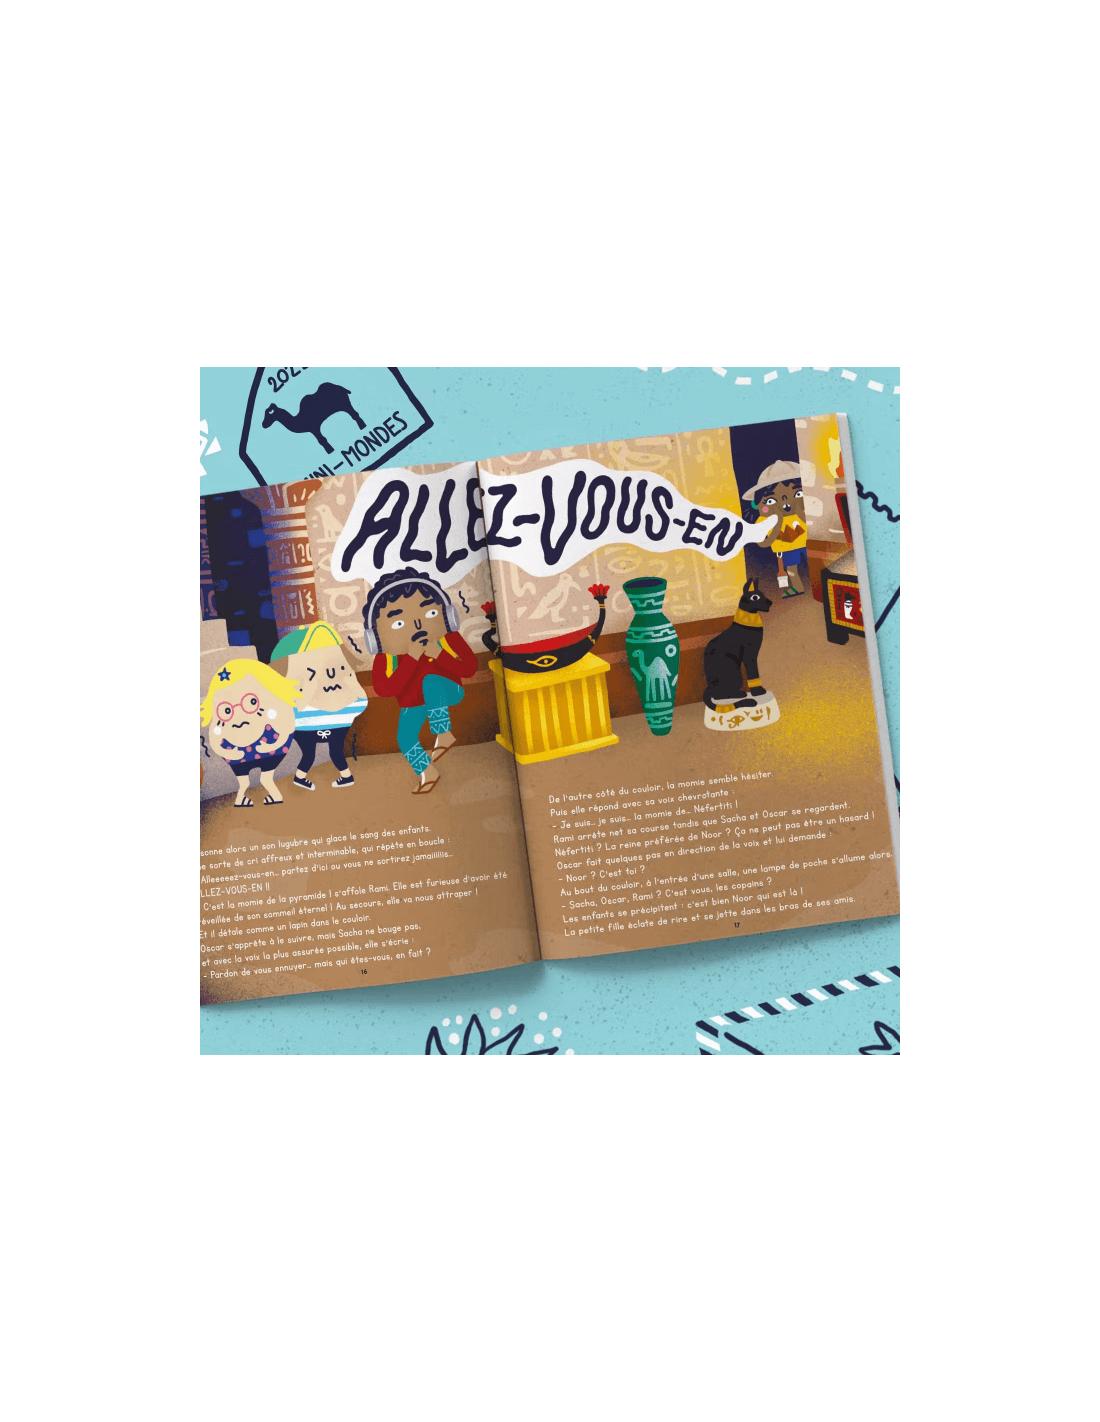 202
NI-MONDES
ALLEZ-VOUS-EN
sonne alors un son lugubre qui glace le sang des enfants.
e sorte de cri affreux et interminable, qui répète en boucle :
Alleeeeez-vous-en... partez d'ici ou vous ne sortirez jamaiiiiiis...
LLEZ-VOUS-EN !!
C'est la momie de la pyramide ! s'affole Rami. Elle est furieuse d'avoir été
éveillée de son sommeil éternel ! Au secours, elle va nous attraper !
Et il détale comme un lapin dans le couloir.
Oscar s'apprête à le suivre, mais Sacha ne bouge pas,
et avec la voix la plus assurée possible, elle s'écrie :
- Pardon de vous ennuyer... mais qui êtes-vous, en fait ?
16
De l'autre côté du couloir, la momie semble hésiter.
Puis elle répond avec sa voix chevrotante :
- Je suis... je suis... la momie de... Néfertiti !
Rami arrête net sa course tandis que Sacha et Oscar se regardent.
Néfertiti ? La reine préférée de Noor ? Ça ne peut pas être un hasard !
Oscar fait quelques pas en direction de la voix et lui demande :
- Noor ? C'est toi ?
Au bout du couloir, à l'entrée d'une salle, une lampe de poche s'allume alors.
- Sacha, Oscar, Rami ? C'est vous, les copains ?
Les enfants se précipitent : c'est bien Noor qui est là !
La petite fille éclate de rire et se jette dans les bras de ses amis.
17